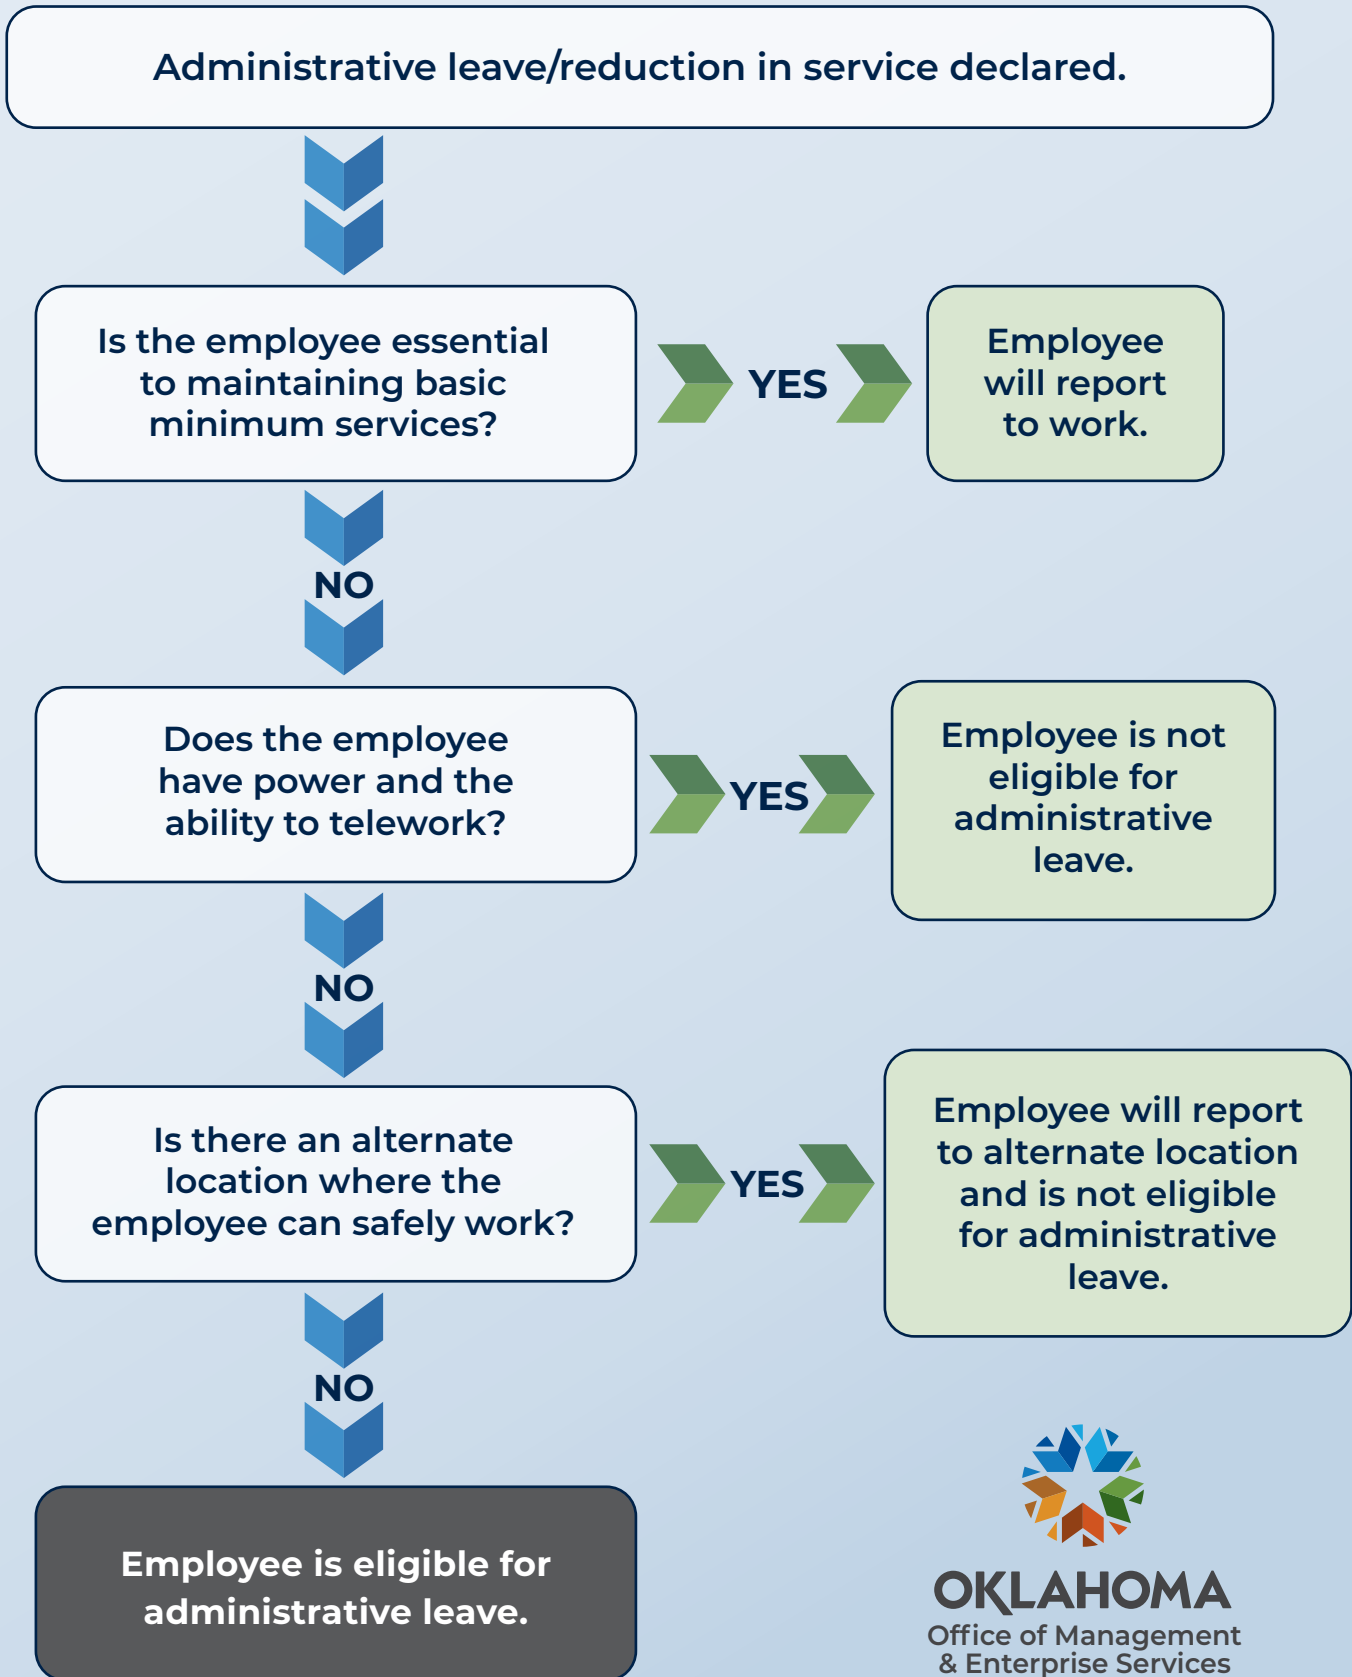 Administrative leave/reduction in service declared.
Is the employee essential
to maintaining basic
minimum services?
YES
Employee
will report
to work.
NO
Does the employee
have power and the
ability to telework?
YES
Employee is not
eligible for
administrative
leave.
NO
Is there an alternate
location where the
employee can safely work?
YES
Employee will report
to alternate location
and is not eligible
for administrative
leave.
NO
Employee is eligible for
administrative leave.
OKLAHOMA
Office of Management
& Enterprise Services